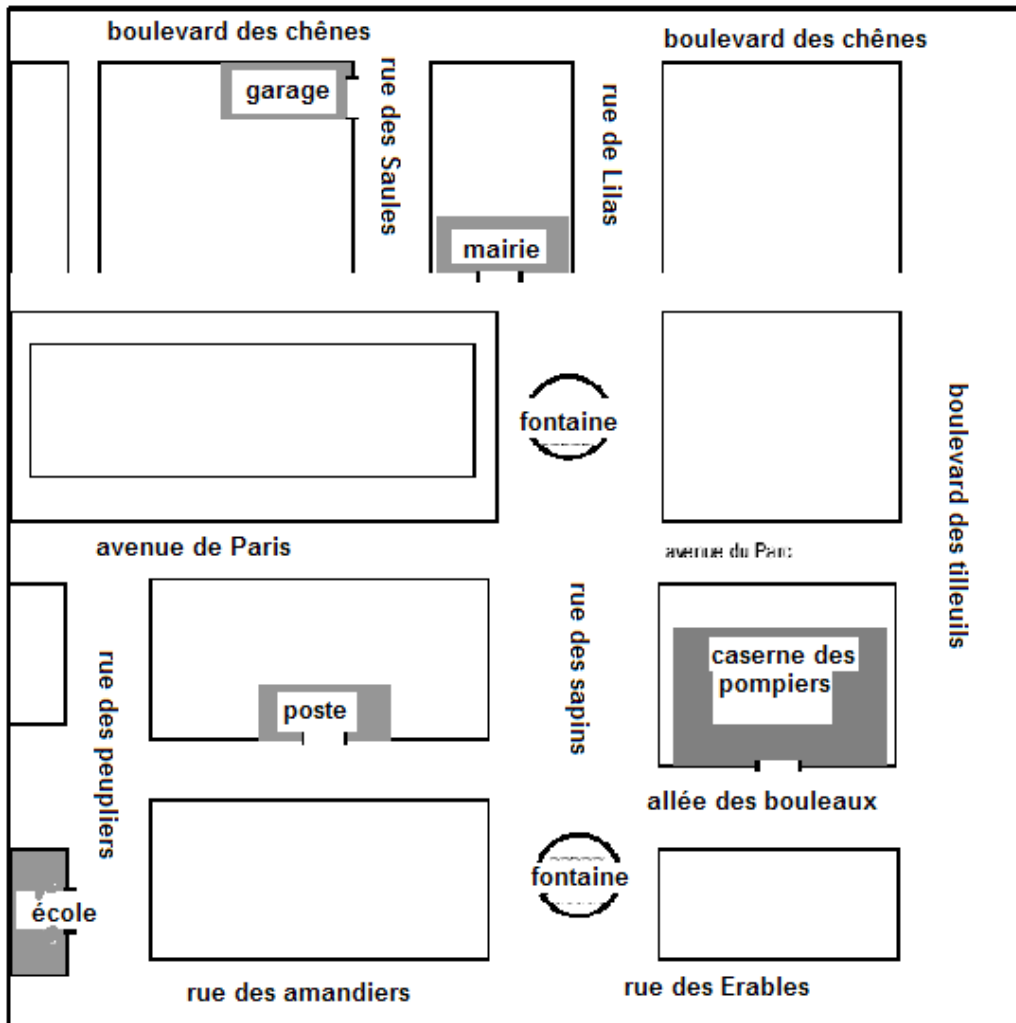 boulevard des chênes
boulevard des chênes
garage
rue des Saules
rue de Lilas
mairie
fontaine
boulevard des tilleuils
avenue de Paris
avenue du Parc
rue des sapins
caserne des
pompiers
rue des peupliers
poste
allée des bouleaux
fontaine
école
rue des amandiers
rue des Erables